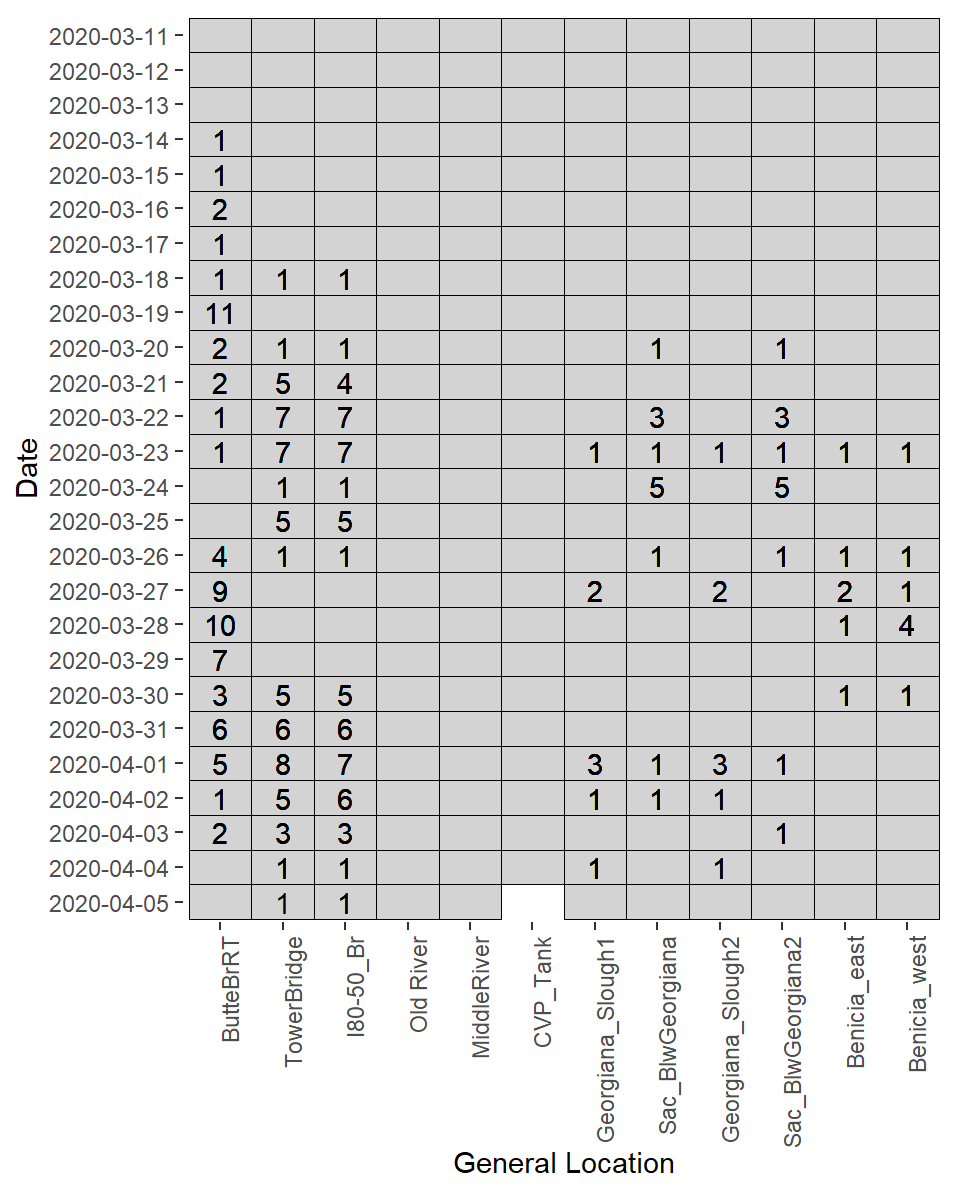 2020-03-11
2020-03-12
2020-03-13
2020-03-14 1
2020-03-15 1
2020-03-16 2
2020-03-17 1
2020-03-18 1 1 1
2020-03-19 11
2020-03-20 2 1 1 1 1
2020-03-21 2 5 4
2020-03-22 1 7 7 3 3
2020-03-23 1 7 7 1 1 1 1 1 1
2020-03-24 1 1 5 5
2020-03-25 5 5
2020-03-26 4 1 1 1 1 1 1
2020-03-27 9 2 2 2 1
2020-03-28 10 1 4
2020-03-29 7
2020-03-30 3 5 5 1 1
2020-03-31 6 6 6
2020-04-01 5 8 7 3 1 3 1
2020-04-02 1 5 6 1 1 1
2020-04-03 2 3 3 1
2020-04-04 1 1 1 1
2020-04-05 1 1
Date
ButteBrRT
TowerBridge
I80-50_Br
Old River
MiddleRiver
CVP_Tank
Georgiana_Slough1
Sac_BlwGeorgiana
Georgiana_Slough2
Sac_BlwGeorgiana2
Benicia_east
Benicia_west
General Location